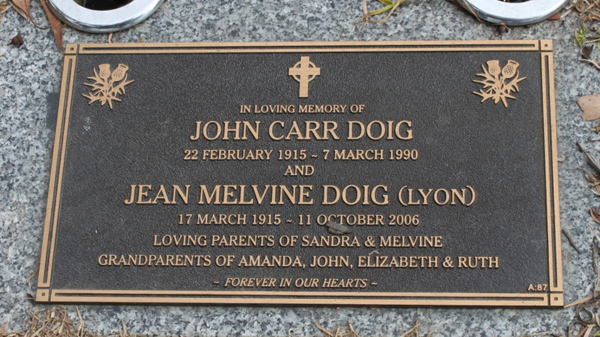 IN LOVING MEMORY OF
JOHN CARR DOIG
22 FEBRUARY 1915 ~ 7 MARCH 1990
AND
JEAN MELVINE DOIG (LYON)
17 MARCH 1915 ~ 11 OCTOBER 2006
LOVING PARENTS OF SANDRA & MELVINE
GRANDPARENTS OF AMANDA, JOHN, ELIZABETH & RUTH
~ FOREVER IN OUR HEARTS ~
A:87